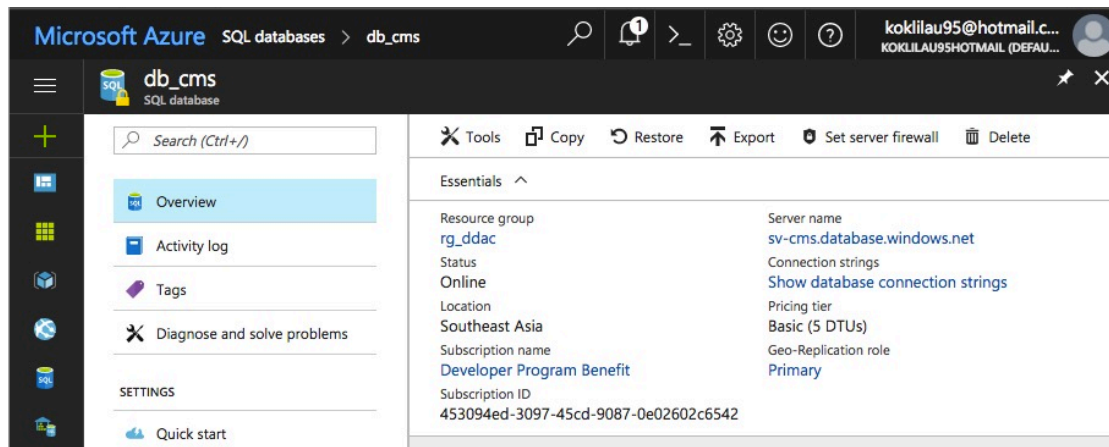 Microsoft Azure SQL databases > db_cms
1
>_
koklilau95@hotmail.c...
KOKLILAU95HOTMAIL (DEFAU...
SQL
db_cms
SQL database
Search (Ctrl+/)
Tools Copy Restore Export Set server firewall Delete
Essentials
Overview
Activity log
Tags
Diagnose and solve problems
SETTINGS
Quick start
Resource group
rg_ddac
Status
Online
Location
Southeast Asia
Subscription name
Developer Program Benefit
Subscription ID
453094ed-3097-45cd-9087-0e02602c6542
Server name
sv-cms.database.windows.net
Connection strings
Show database connection strings
Pricing tier
Basic (5 DTUs)
Geo-Replication role
Primary
SQL